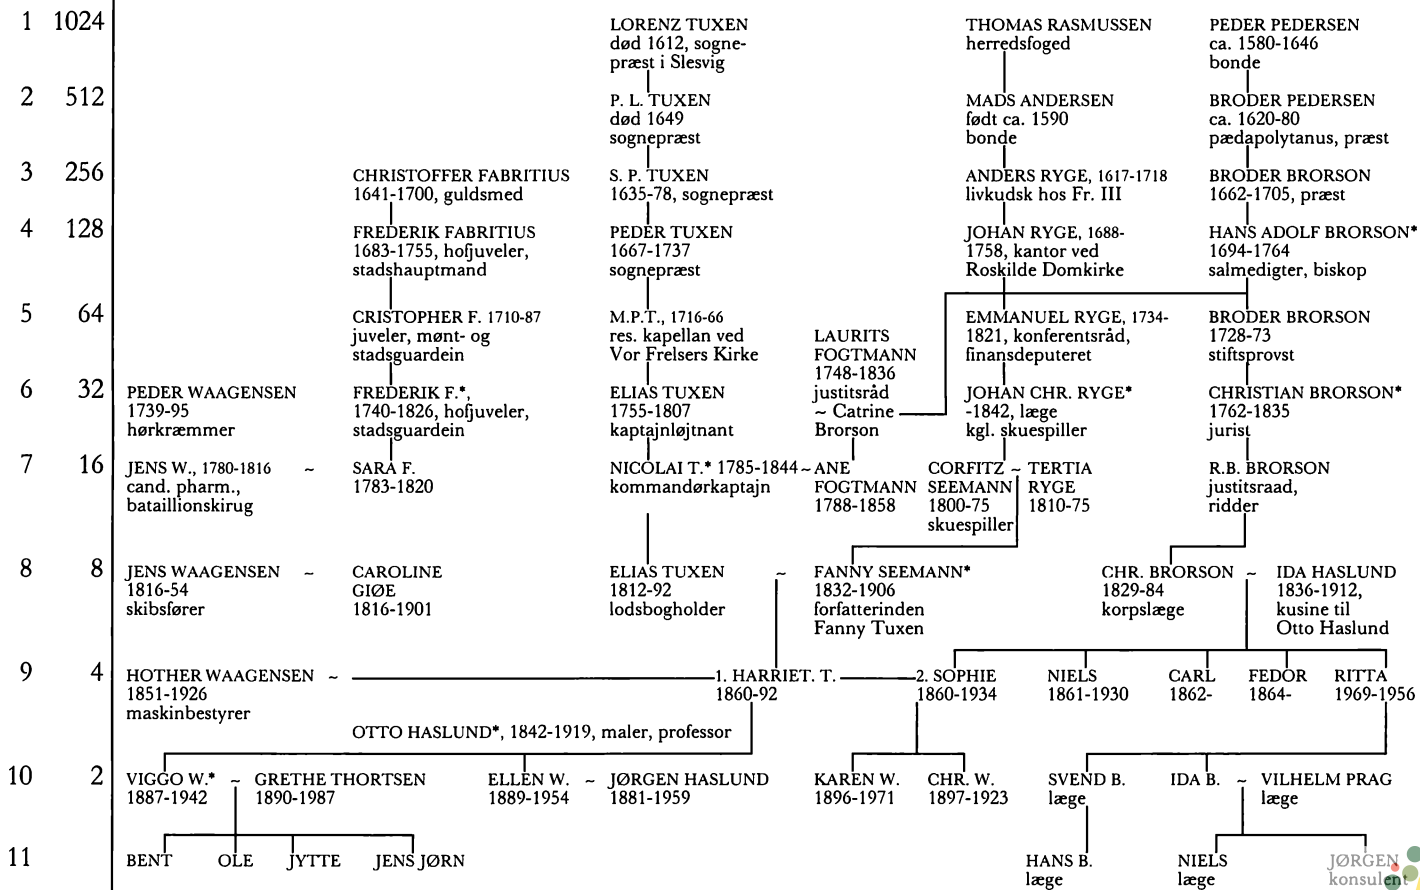 1 1024
LORENZ TUXEN
død 1612, sogne-
præst i Slesvig
THOMAS RASMUSSEN
herredsfoged
PEDER PEDERSEN
ca. 1580-1646
bonde
2 512
P. L. TUXEN
død 1649
sognepræst
MADS ANDERSEN
født ca. 1590
bonde
BRODER PEDERSEN
ca. 1620-80
pædapolytanus, præst
3 256
CHRISTOFFER FABRITIUS
1641-1700, guldsmed
S. P. TUXEN
1635-78, sognepræst
ANDERS RYGE, 1617-1718
livkudsk hos Fr. III
BRODER BRORSON
1662-1705, præst
4 128
FREDERIK FABRITIUS
1683-1755, hofjuveler,
stadshauptmand
PEDER TUXEN
1667-1737
sognepræst
JOHAN RYGE, 1688-
1758, kantor ved
Roskilde Domkirke
HANS ADOLF BRORSON*
1694-1764
salmedigter, biskop
5 64
CRISTOPHER F. 1710-87
juveler, mønt- og
stadsguardein
M.P.T., 1716-66
res. kapellan ved
Vor Frelsers Kirke
LAURITS
FOGTMANN
1748-1836
justitsråd
~ Catrine
Brorson
EMMANUEL RYGE, 1734-
1821, konferentsråd,
finansdeputeret
BRODER BRORSON
1728-73
stiftsprovst
6 32
PEDER WAAGENSEN
1739-95
hørkræmmer
FREDERIK F.*,
1740-1826, hofjuveler,
stadsguardein
ELIAS TUXEN
1755-1807
kaptajnløjtnant
JOHAN CHR. RYGE*
-1842, læge
kgl. skuespiller
CHRISTIAN BRORSON*
1762-1835
jurist
7 16
JENS W., 1780-1816 ~
cand. pharm.,
bataillionskirug
SARA F.
1783-1820
NICOLAI T.* 1785-1844 ~
kommandørkaptajn
ANE
FOGTMANN
1788-1858
CORFITZ ~
SEEMANN
1800-75
skuespiller
TERTIA
RYGE
1810-75
R.B. BRORSON
justitsraad,
ridder
8 8
JENS WAAGENSEN ~
1816-54
skibsfører
CAROLINE
GIØE
1816-1901
ELIAS TUXEN ~
1812-92
lodsbogholder
FANNY SEEMANN*
1832-1906
forfatterinden
Fanny Tuxen
CHR. BRORSON ~
1829-84
korpslæge
IDA HASLUND
1836-1912,
kusine til
Otto Haslund
9 4
HOTHER WAAGENSEN ~
1851-1926
maskinbestyrer
1. HARRIET. T.
1860-92
2. SOPHIE
1860-1934
NIELS
1861-1930
CARL
1862-
FEDOR
1864-
RITTA
1969-1956
OTTO HASLUND*, 1842-1919, maler, professor
10 2
VIGGO W.* ~
1887-1942
GRETHE THORTSEN
1890-1987
ELLEN W. ~
1889-1954
JØRGEN HASLUND
1881-1959
KAREN W.
1896-1971
CHR. W.
1897-1923
SVEND B.
læge
IDA B. ~
VILHELM PRAG
læge
11
BENT
OLE
JYTTE
JENS JØRN
HANS B.
læge
NIELS
læge
JØRGEN
konsulent